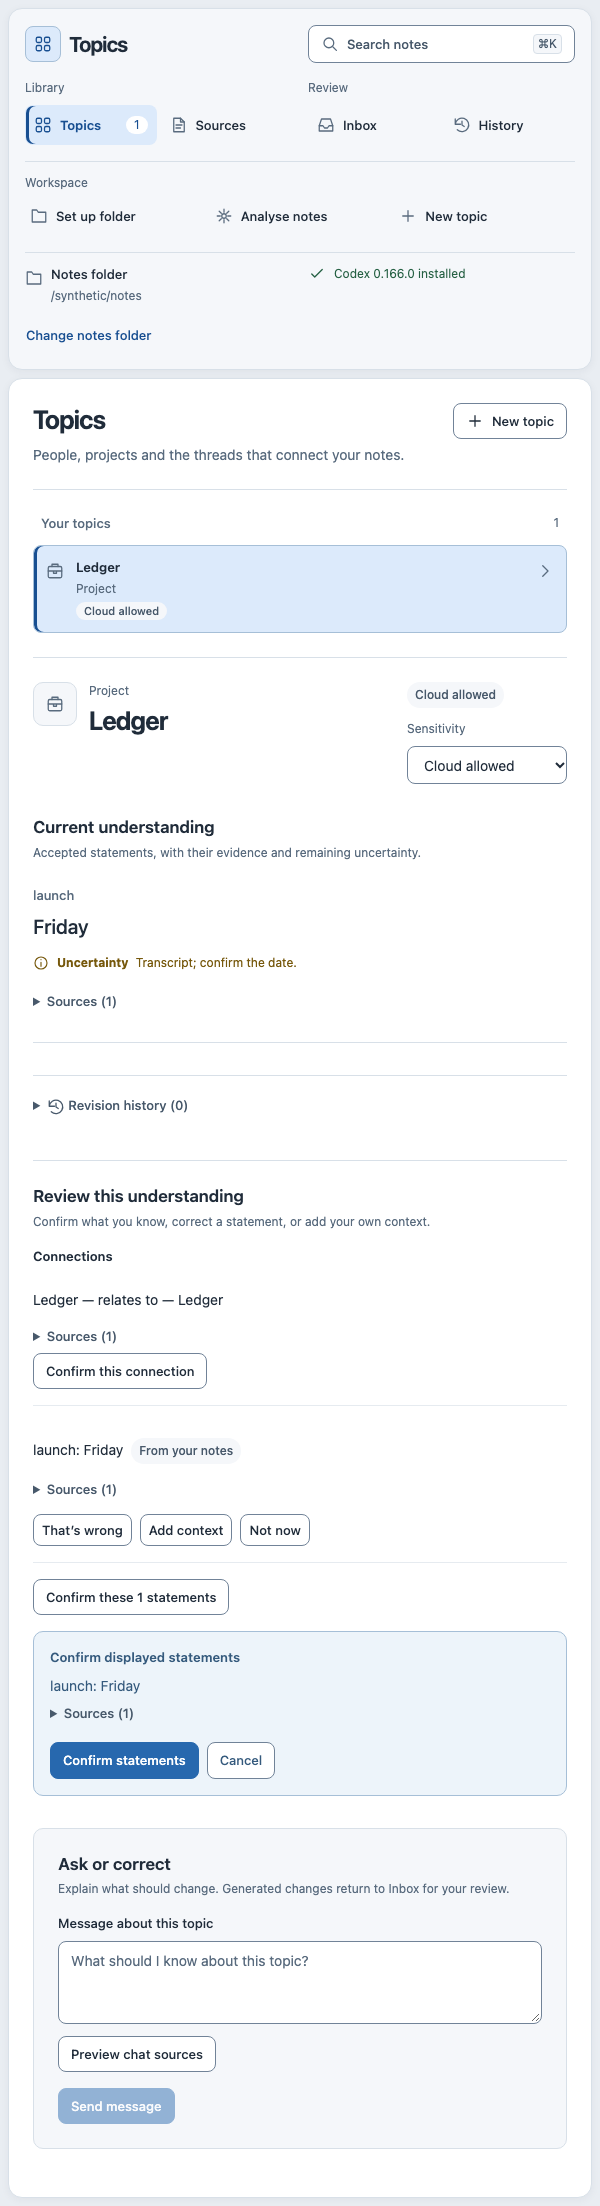 Topics
Search notes
⌘K
Library
Review
Topics
1
Sources
Inbox
History
Workspace
Set up folder
Analyse notes
New topic
Notes folder
/synthetic/notes
Codex 0.166.0 installed
Change notes folder
Topics
New topic
People, projects and the threads that connect your notes.
Your topics
1
Ledger
Project
Cloud allowed
Project
Ledger
Cloud allowed
Sensitivity
Cloud allowed
Current understanding
Accepted statements, with their evidence and remaining uncertainty.
launch
Friday
Uncertainty Transcript; confirm the date.
Sources (1)
Revision history (0)
Review this understanding
Confirm what you know, correct a statement, or add your own context.
Connections
Ledger — relates to — Ledger
Sources (1)
Confirm this connection
launch: Friday
From your notes
Sources (1)
That's wrong
Add context
Not now
Confirm these 1 statements
Confirm displayed statements
launch: Friday
Sources (1)
Confirm statements
Cancel
Ask or correct
Explain what should change. Generated changes return to Inbox for your review.
Message about this topic
What should I know about this topic?
Preview chat sources
Send message